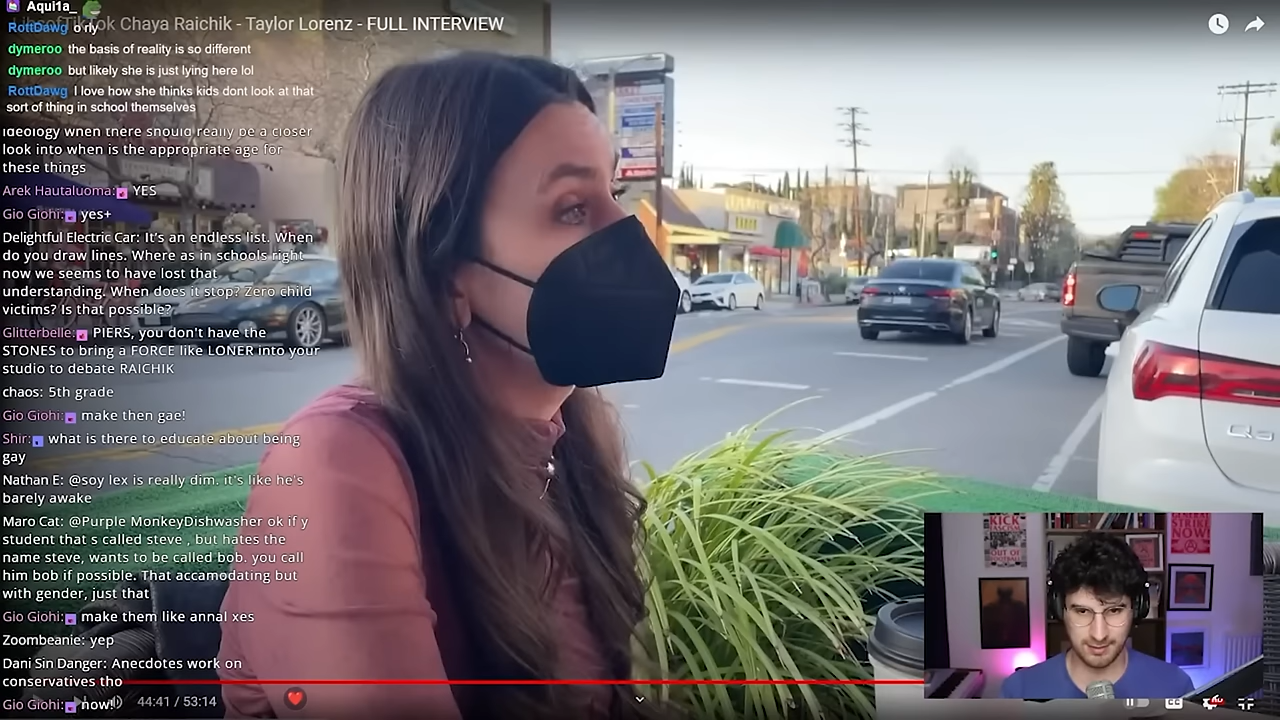 Aqui1a_
TikTok Chaya Raichik - Taylor Lorenz - FULL INTERVIEW
RottDawg o rly
dymeroo the basis of reality is so different
dymeroo but likely she is just lying here lol
RottDawg I love how she thinks kids dont look at that
sort of thing in school themselves
ideology when there should really be a closer
look into when is the appropriate age for
these things
Arek Hautaluoma: YES
Gio Giohi: yes+
Delightful Electric Car: It's an endless list. When
do you draw lines. Where as in schools right
now we seems to have lost that
understanding. When does it stop? Zero child
victims? Is that possible?
Glitterbelle: PIERS, you don't have the
STONES to bring a FORCE like LONER into your
studio to debate RAICHIK
chaos: 5th grade
Gio Giohi: make then gae!
Shir: what is there to educate about being
gay
Nathan E: @soy lex is really dim. it's like he's
barely awake
Maro Cat: @Purple MonkeyDishwasher ok if y
student that s called steve , but hates the
name steve, wants to be called bob. you call
him bob if possible. That accamodating but
with gender, just that
Gio Giohi: make them like annal xes
Zoombeanie: yep
Dani Sin Danger: Anecdotes work on
conservatives tho
Gio Giohi: now!
44:41 / 53:14
KICK
FASCISM
OUT OF
FOOTBALL
STRIKE
NOW!
Q3
CC